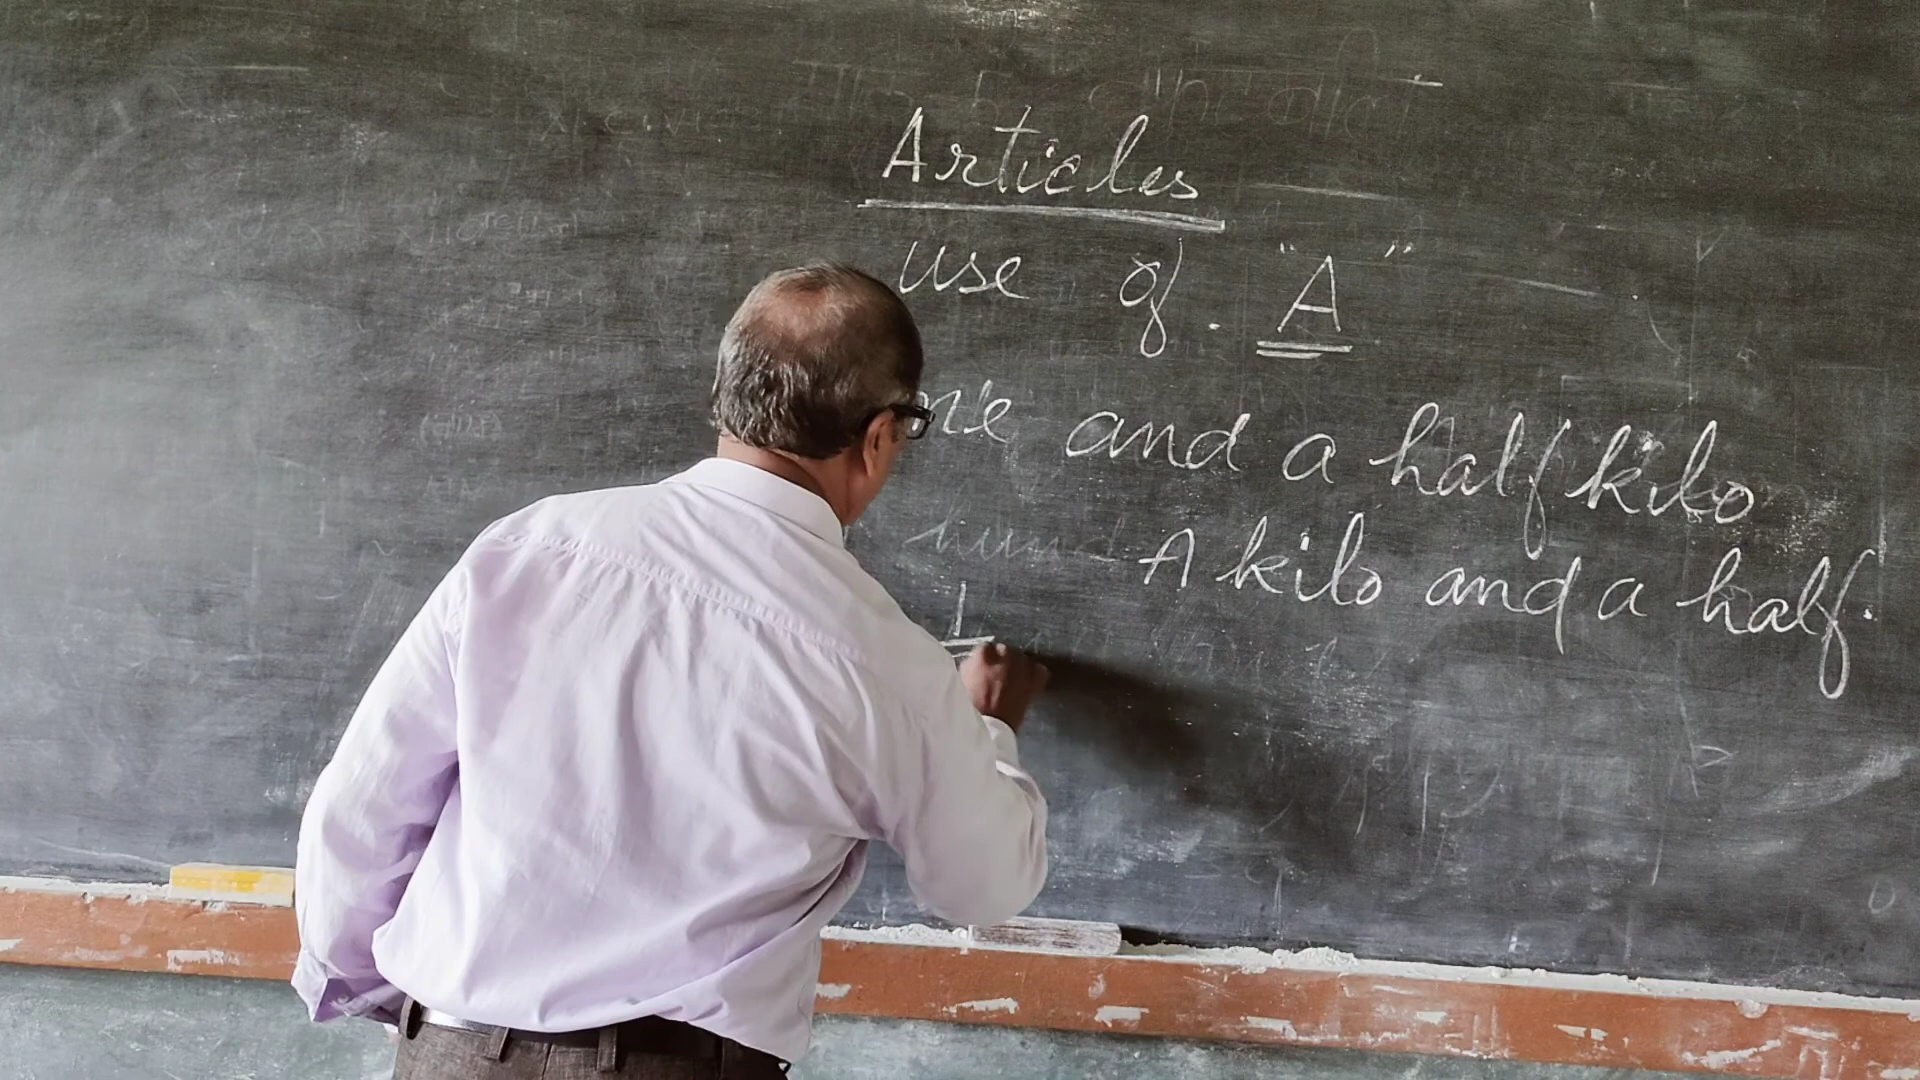 Articles
use of. "A"
ne and a half kilo
A kilo and a half.